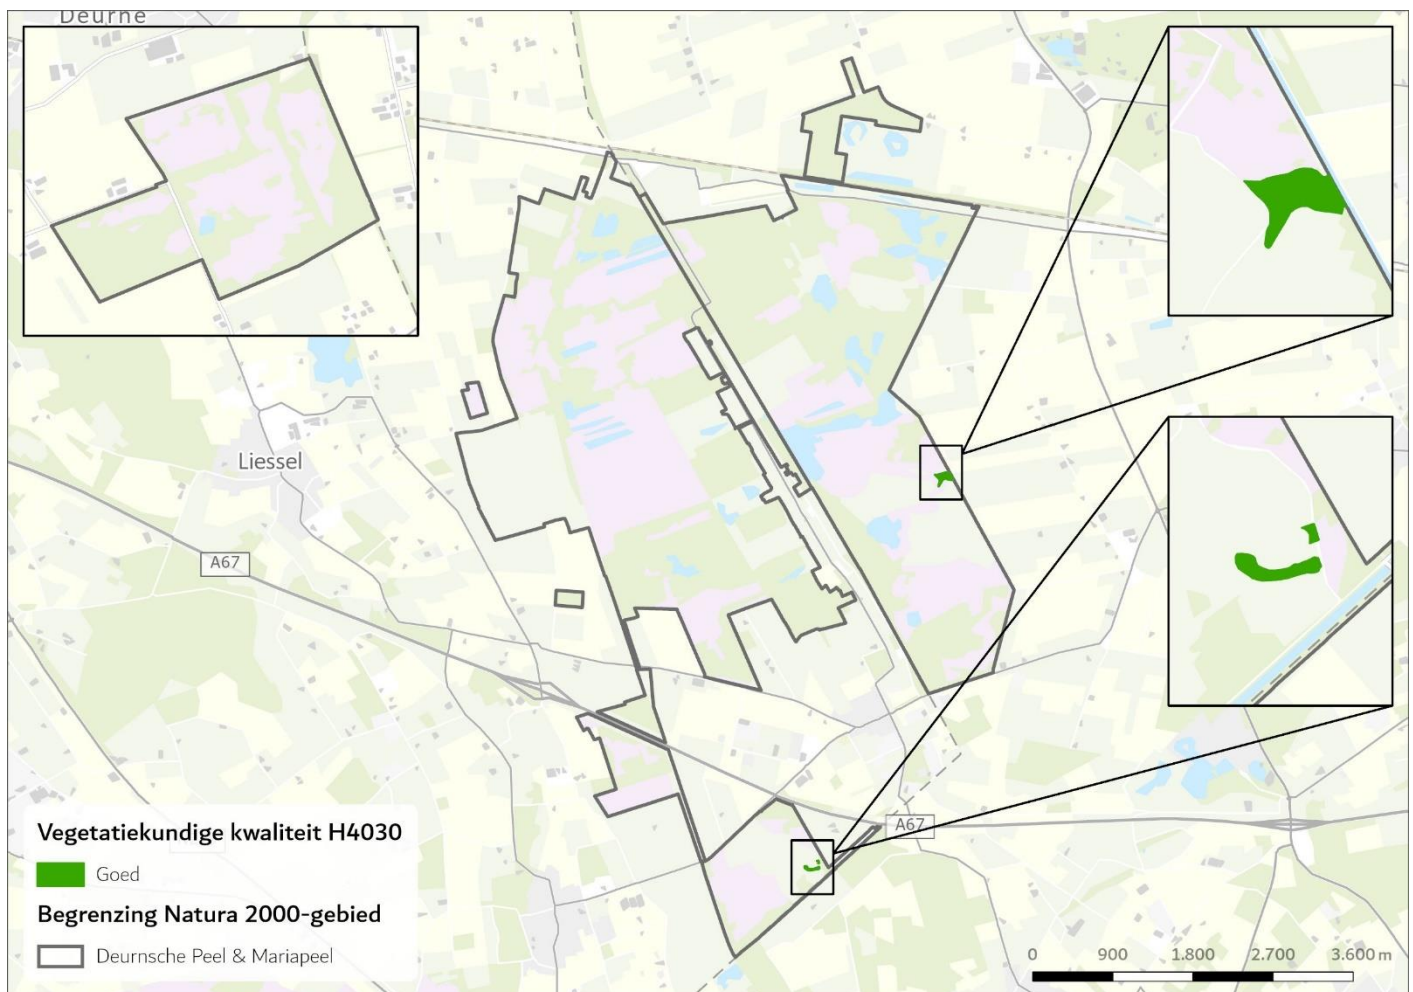 Deurne
Liessel
A67
A67
Vegetatiekundige kwaliteit H4030
Goed
Begrenzing Natura 2000-gebied
Deurnsche Peel & Mariapeel
0 900 1.800 2.700 3.600 m